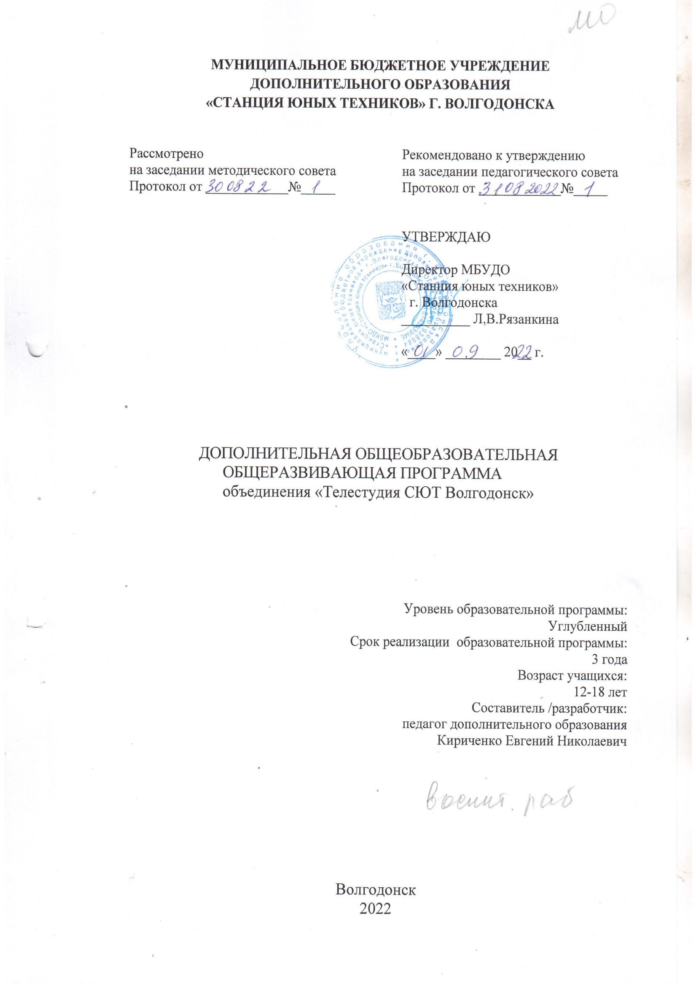 МО
МУНИЦИПАЛЬНОЕ БЮДЖЕТНОЕ УЧРЕЖДЕНИЕ
ДОПОЛНИТЕЛЬНОГО ОБРАЗОВАНИЯ
«СТАНЦИЯ ЮНЫХ ТЕХНИКОВ» Г. ВОЛГОДОНСКА
Рассмотрено
на заседании методического совета
Протокол от 30 08 22 № 1
Рекомендовано к утверждению
на заседании педагогического совета
Протокол от 31 08 2022 № 1
УТВЕРЖДАЮ
Директор МБУДО
«Станция юных техников»
г. Волгодонска
__________ Л.В.Рязанкина
«01» 09 2022 г.
ДОПОЛНИТЕЛЬНАЯ ОБЩЕОБРАЗОВАТЕЛЬНАЯ
ОБЩЕРАЗВИВАЮЩАЯ ПРОГРАММА
объединения «Телестудия СЮТ Волгодонск»
Уровень образовательной программы:
Углубленный
Срок реализации образовательной программы:
3 года
Возраст учащихся:
12-18 лет
Составитель /разработчик:
педагог дополнительного образования
Кириченко Евгений Николаевич
воспит. раб
Волгодонск
2022